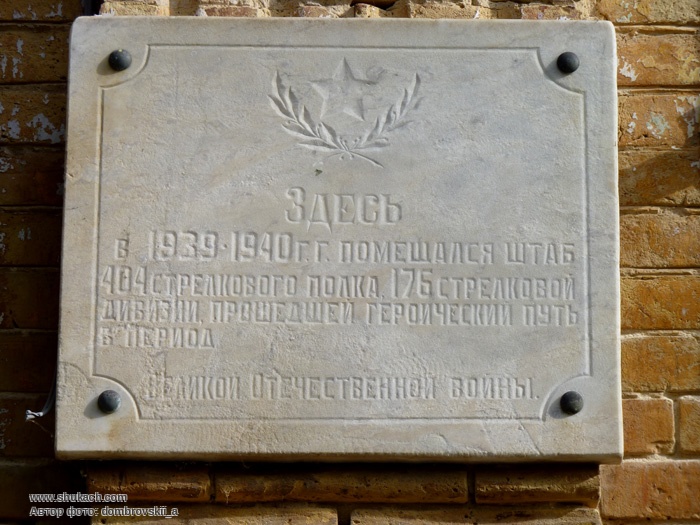 Здесь
в 1939-1940г.г. помещался штаб
404 стрелкового полка, 176 стрелковой
дивизии, прошедшей героический путь
в период
Великой Отечественной войны.
www.shukach.com
Автор фото: dombrovskii_a